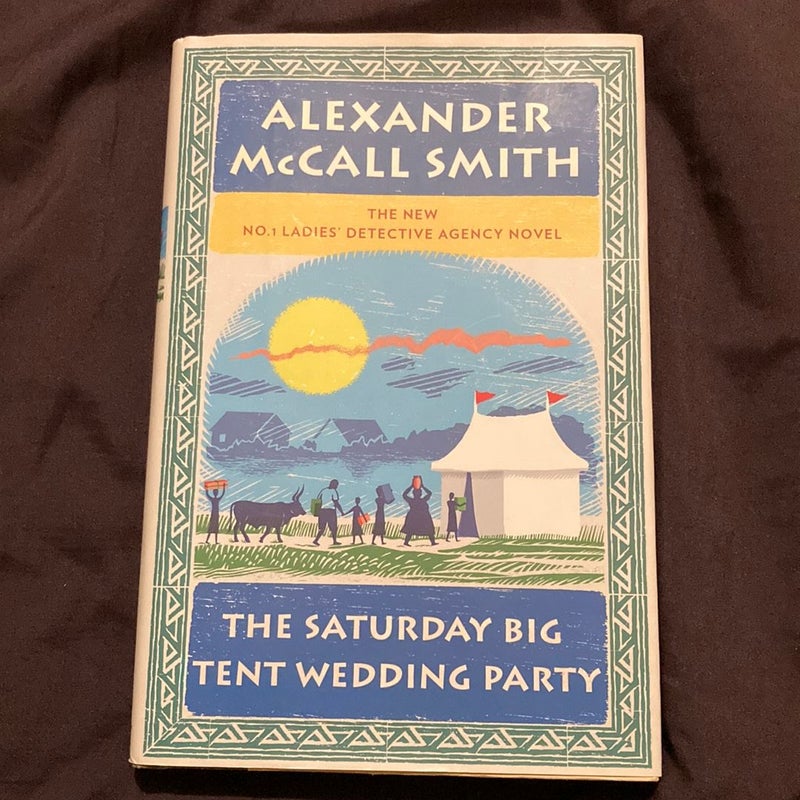 ALEXANDER
McCALL SMITH
THE NEW
NO.1 LADIES' DETECTIVE AGENCY NOVEL
THE SATURDAY BIG
TENT WEDDING PARTY